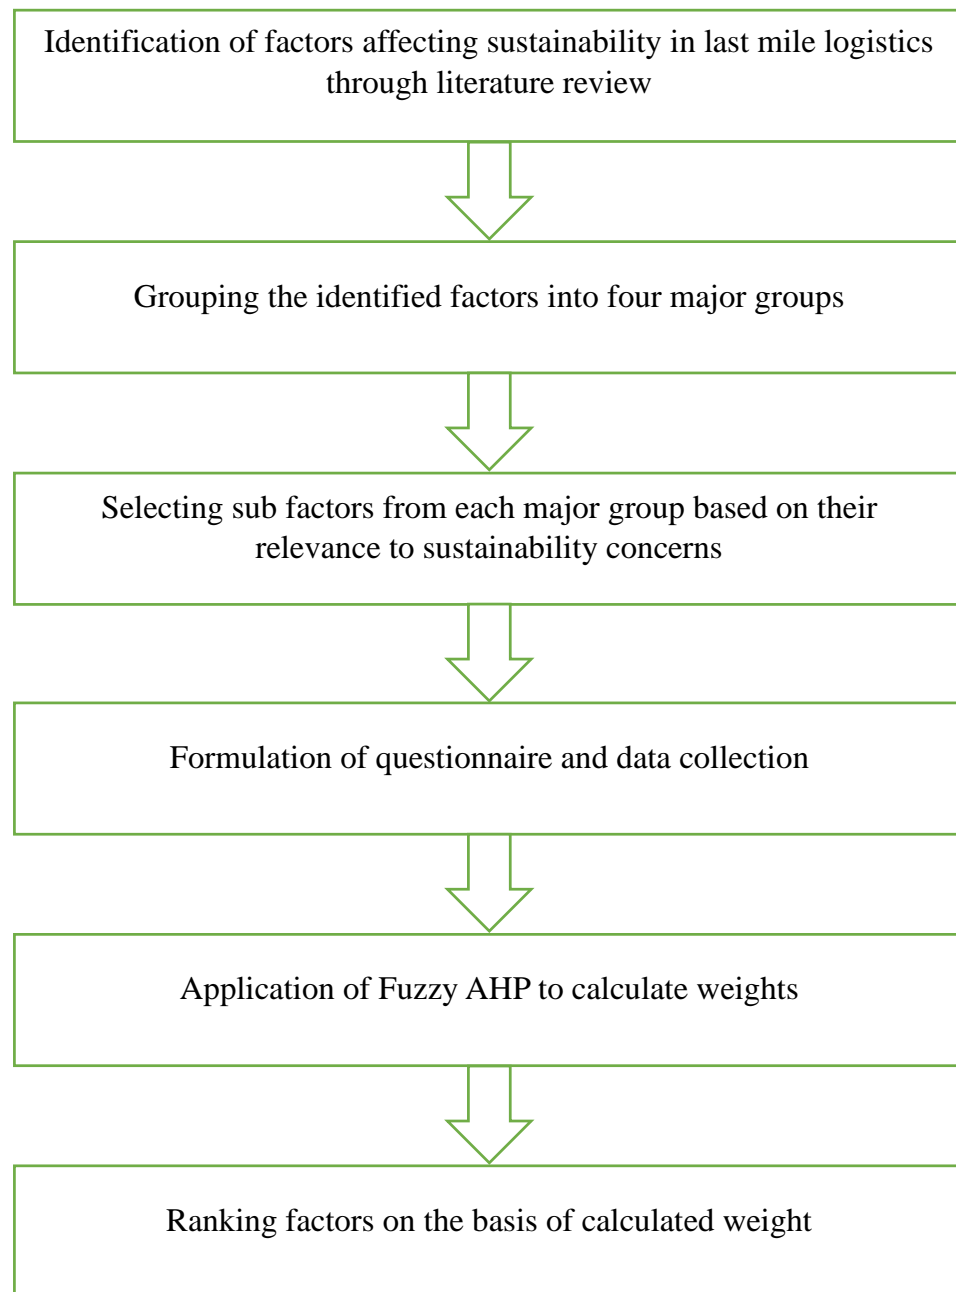 Identification of factors affecting sustainability in last mile logistics
through literature review
Grouping the identified factors into four major groups
Selecting sub factors from each major group based on their
relevance to sustainability concerns
Formulation of questionnaire and data collection
Application of Fuzzy AHP to calculate weights
Ranking factors on the basis of calculated weight